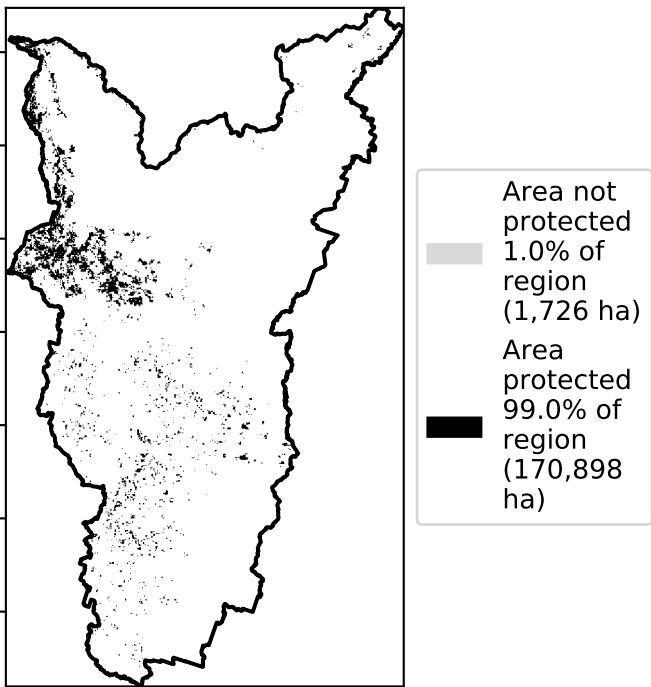 Area not
protected
1.0% of
region
(1,726 ha)
Area
protected
99.0% of
region
(170,898
ha)